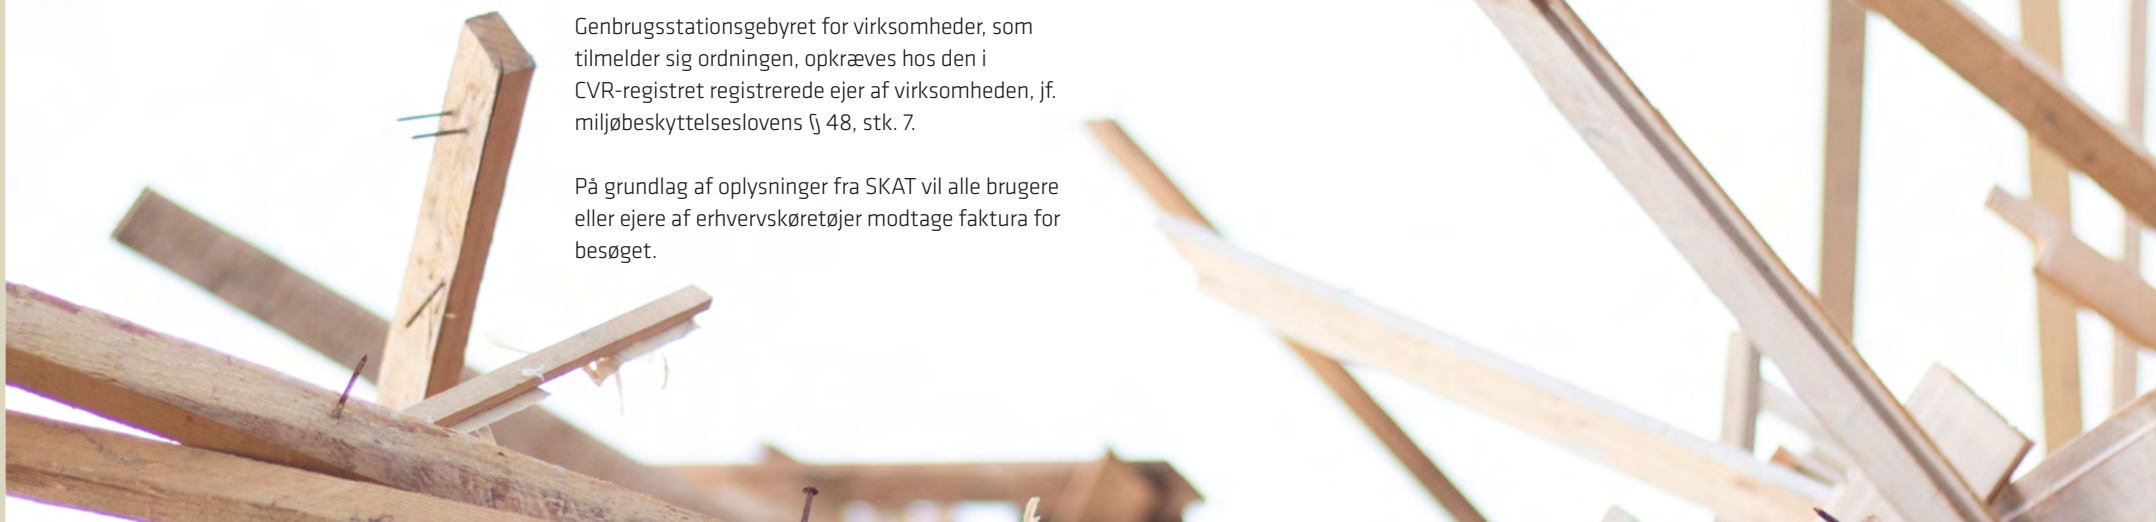 Genbrugsstationsgebyret for virksomheder, som
tilmelder sig ordningen, opkræves hos den i
CVR-registret registrerede ejer af virksomheden, jf.
miljøbeskyttelseslovens § 48, stk. 7.
På grundlag af oplysninger fra SKAT vil alle brugere
eller ejere af erhvervskøretøjer modtage faktura for
besøget.